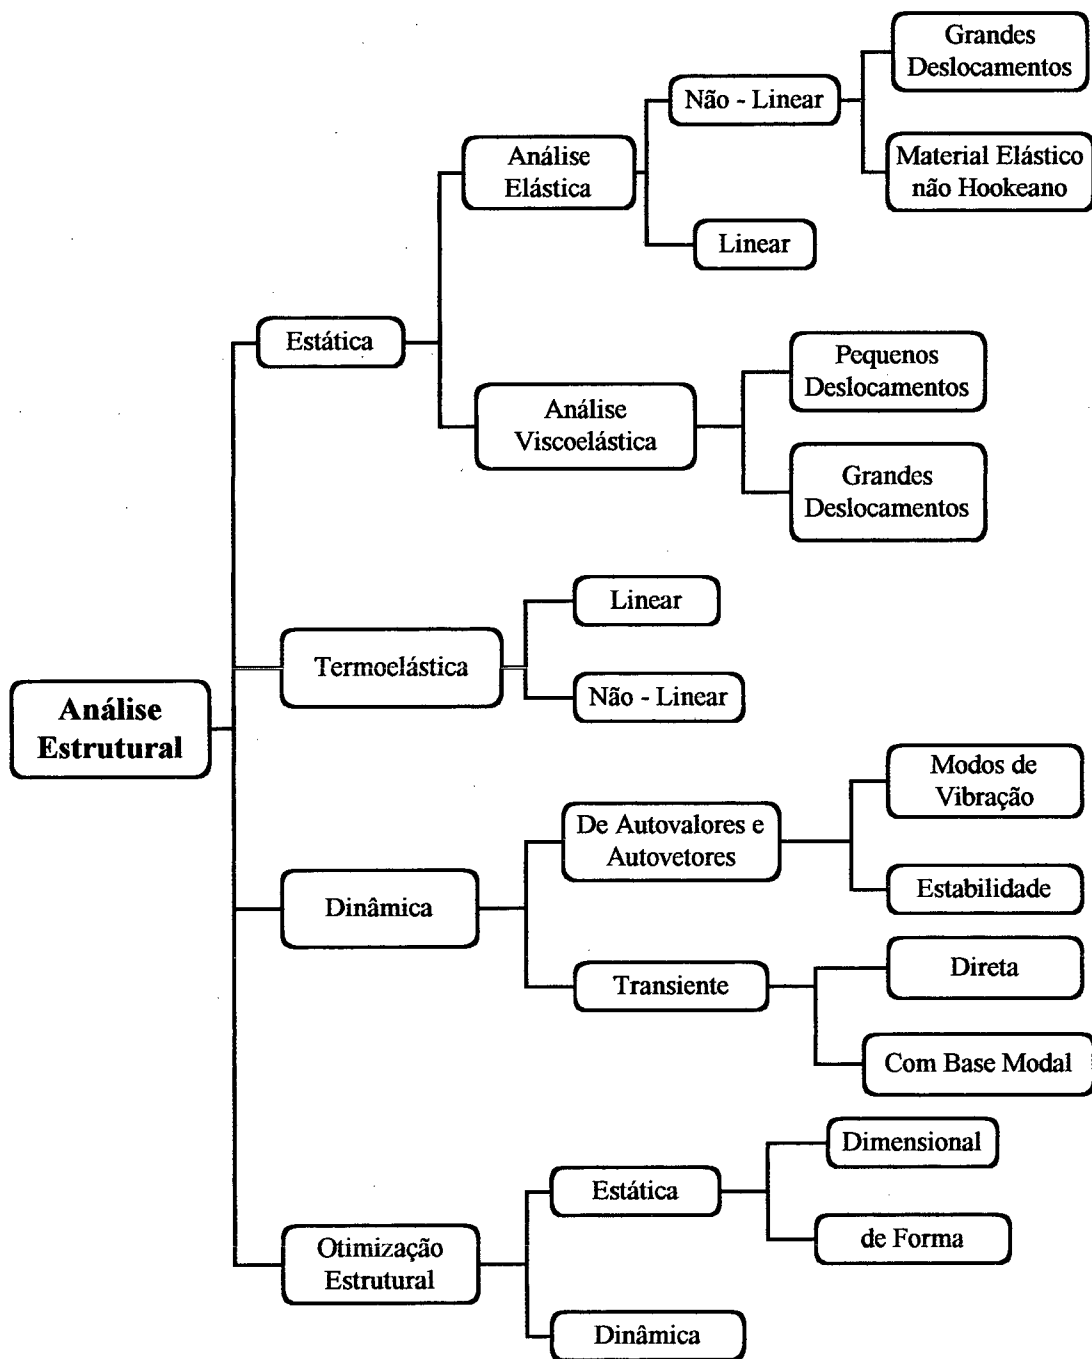 Grandes
Deslocamentos
Não - Linear
Análise
Elástica
Material Elástico
não Hookeano
Linear
Estática
Pequenos
Deslocamentos
Análise
Viscoelástica
Grandes
Deslocamentos
Linear
Termoelástica
Não - Linear
Análise
Estrutural
Modos de
Vibração
De Autovalores e
Autovetores
Estabilidade
Dinâmica
Direta
Transiente
Com Base Modal
Dimensional
Estática
de Forma
Otimização
Estrutural
Dinâmica